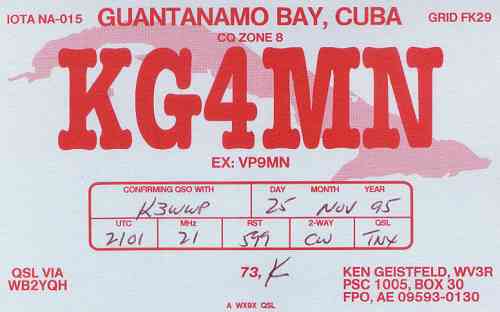 IOTA NA-015 GUANTANAMO BAY, CUBA GRID FK29
CQ ZONE 8
KG4MN
EX: VP9MN
CONFIRMING QSO WITH DAY MONTH YEAR
K3WWP 25 NOV 95
UTC MHz RST 2-WAY QSL
2101 21 599 CW TNX
QSL VIA
WB2YQH
73, K
KEN GEISTFELD, WV3R
PSC 1005, BOX 30
FPO, AE 09593-0130
A WX9X QSL